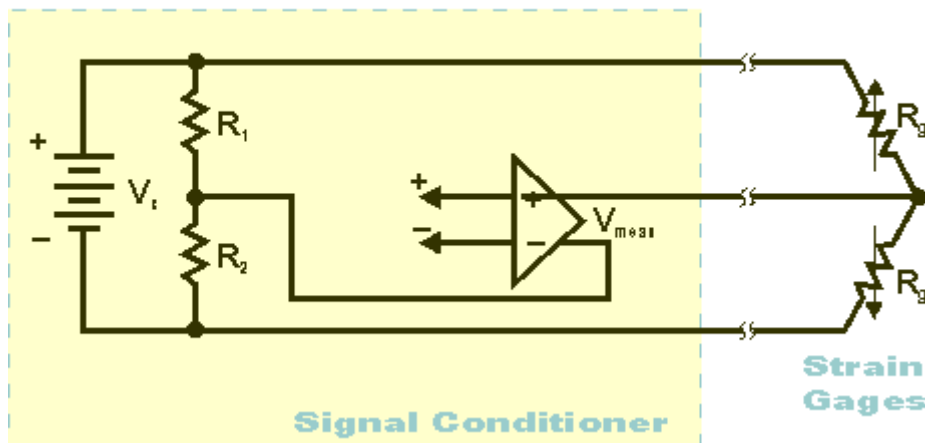 R1
+
Rg
+
+
Vmeas
-
-
-
R2
Rg
Strain
Gages
Signal Conditioner